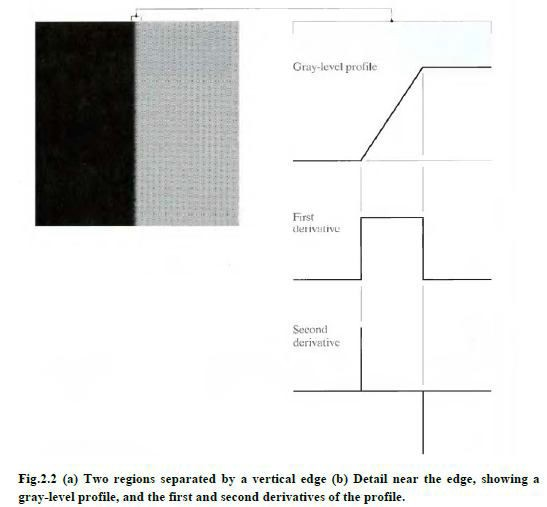 Gray-level profile
First
derivative
Second
derivative
Fig.2.2 (a) Two regions separated by a vertical edge (b) Detail near the edge, showing a
gray-level profile, and the first and second derivatives of the profile.